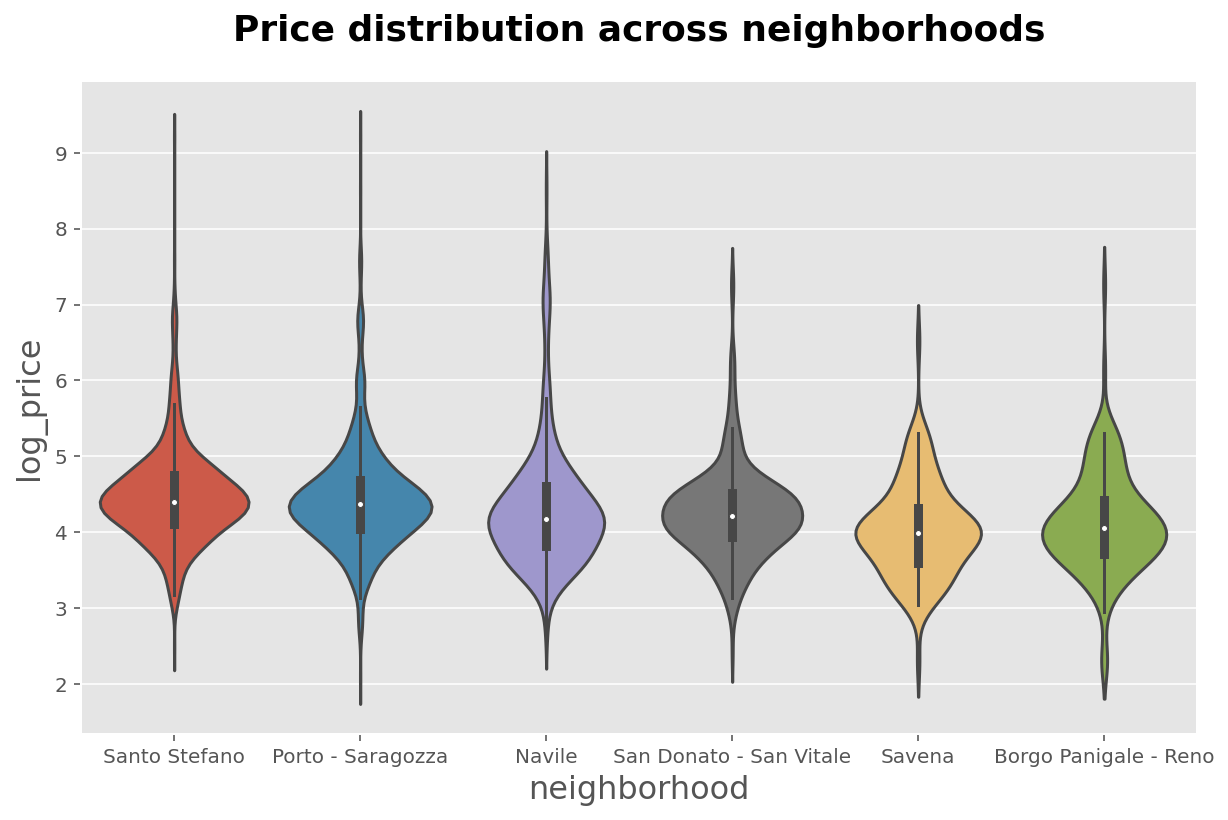 Price distribution across neighborhoods
log_price
9
8
7
6
5
4
3
2
Santo Stefano
Porto - Saragozza
Navile
San Donato - San Vitale
Savena
Borgo Panigale - Reno
neighborhood